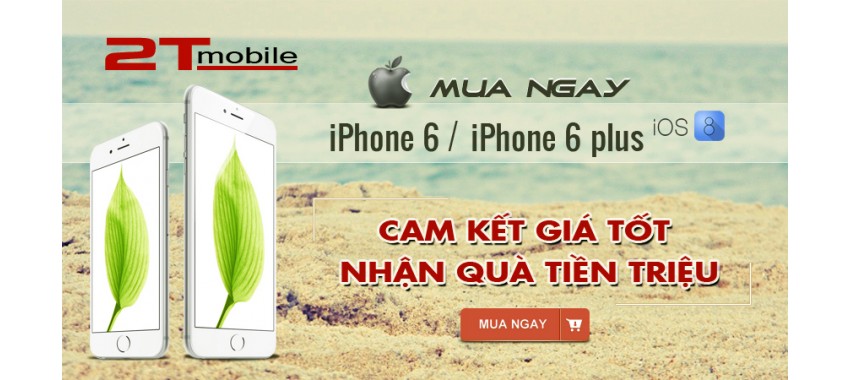 2Tmobile
MUA NGAY
iPhone 6 / iPhone 6 plus iOS 8
CAM KẾT GIÁ TỐT
NHẬN QUÀ TIỀN TRIỆU
MUA NGAY